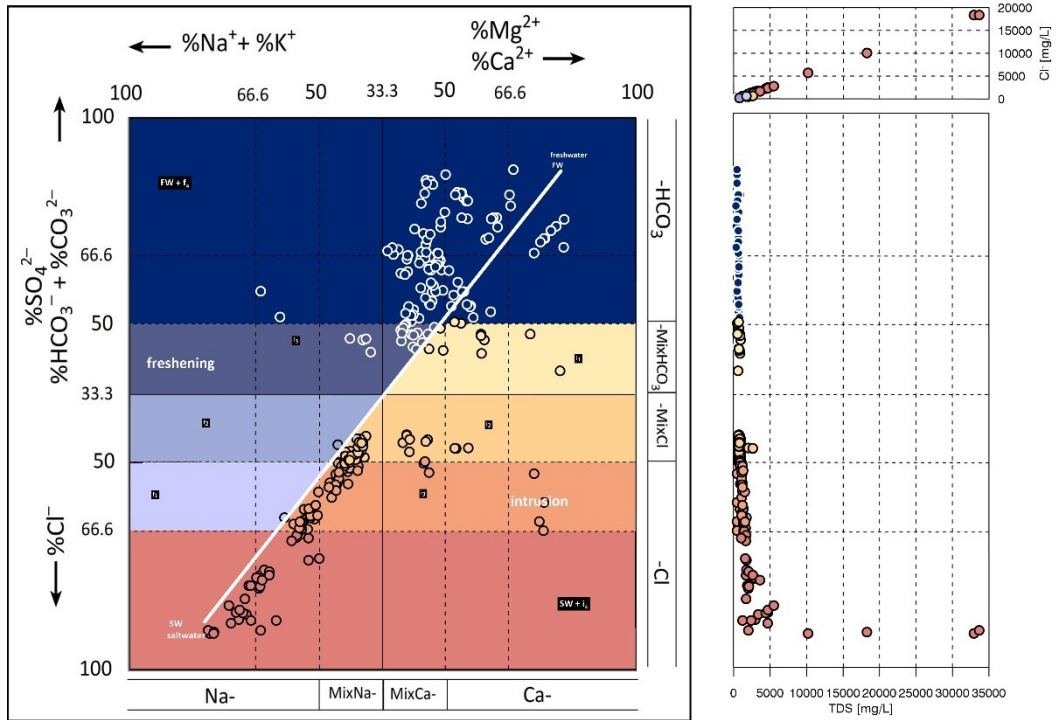 ← %Na⁺ + %K⁺
%Mg²⁺
%Ca²⁺ →
100 66.6 50 33.3 50 66.6 100
↑
%SO₄²⁻
%HCO₃⁻ + %CO₃²⁻
%Cl⁻
↓
100
66.6
50
33.3
50
66.6
100
freshwater
FW
FW + f₄
freshening
intrusion
SW
saltwater
SW + i₄
-HCO₃
-MixHCO₃
-MixCl
-Cl
Na- MixNa- MixCa- Ca-
20000
15000
10000
5000
0
Cl⁻ [mg/L]
0 5000 10000 15000 20000 25000 30000 35000
TDS [mg/L]